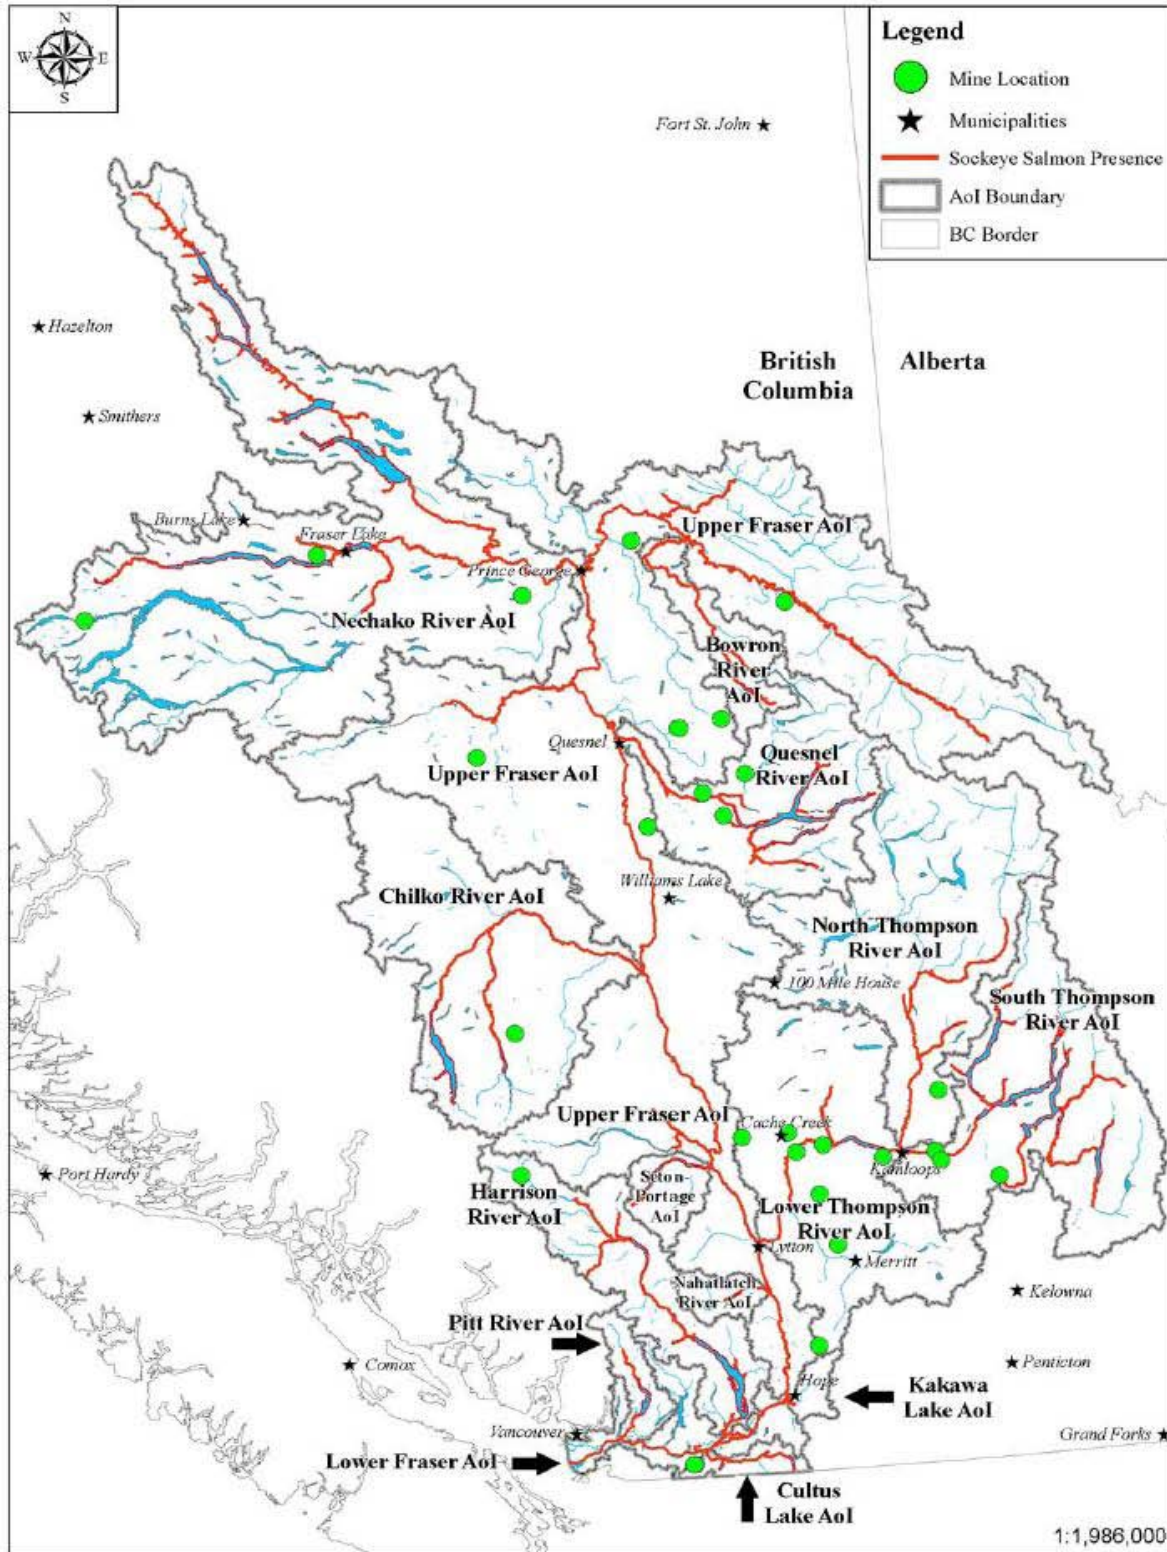 N
W E
S
Legend
Mine Location
Municipalities
Sockeye Salmon Presence
AoI Boundary
BC Border
Fort St. John
Hazelton
British
Columbia
Alberta
Smithers
Burns Lake
Fraser Lake
Upper Fraser AoI
Prince George
Nechako River AoI
Bowron
River
AoI
Quesnel
Upper Fraser AoI
Quesnel
River AoI
Williams Lake
Chilko River AoI
North Thompson
River AoI
100 Mile House
South Thompson
River AoI
Upper Fraser AoI
Cache Creek
Port Hardy
Kamloops
Harrison
River AoI
Seton
Portage
AoI
Lower Thompson
River AoI
Lytton
Merritt
Nahatlatch
River AoI
Kelowna
Pitt River AoI
Comox
Penticton
Hope
Kakawa
Lake AoI
Vancouver
Grand Forks
Lower Fraser AoI
Cultus
Lake AoI
1:1,986,000